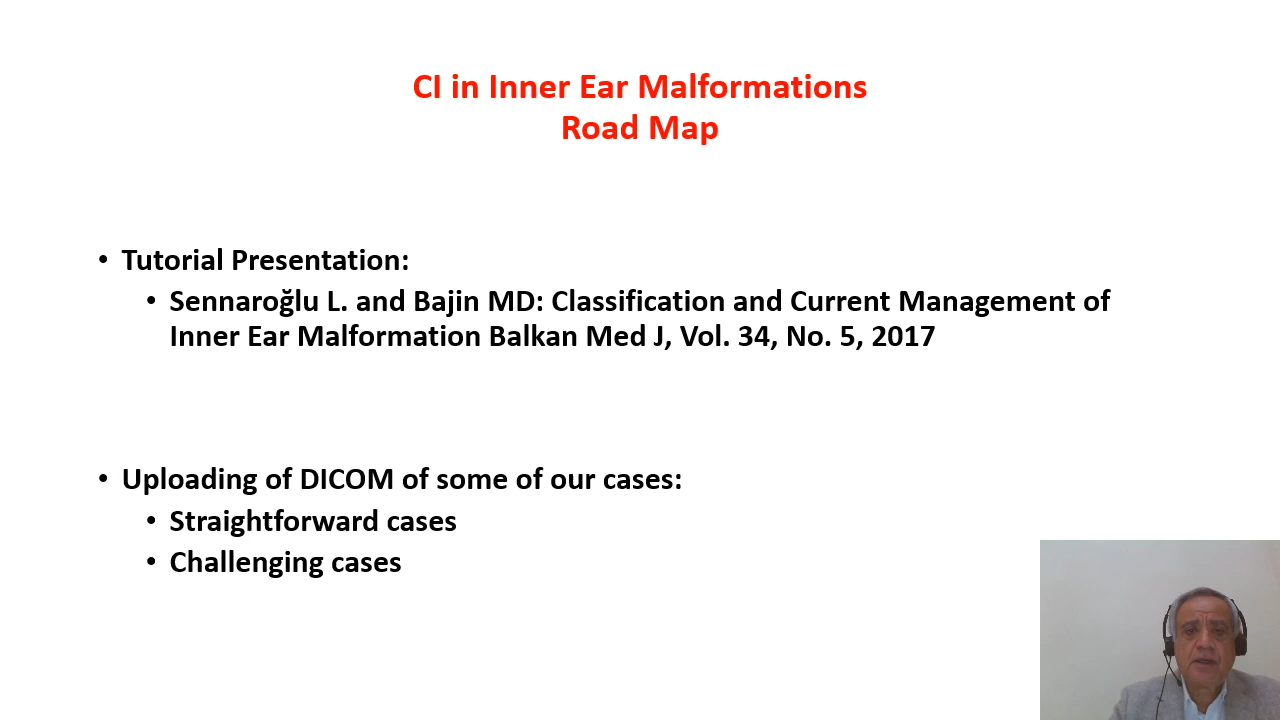 CI in Inner Ear Malformations
Road Map
• Tutorial Presentation:
• Sennaroğlu L. and Bajin MD: Classification and Current Management of
Inner Ear Malformation Balkan Med J, Vol. 34, No. 5, 2017
• Uploading of DICOM of some of our cases:
• Straightforward cases
• Challenging cases